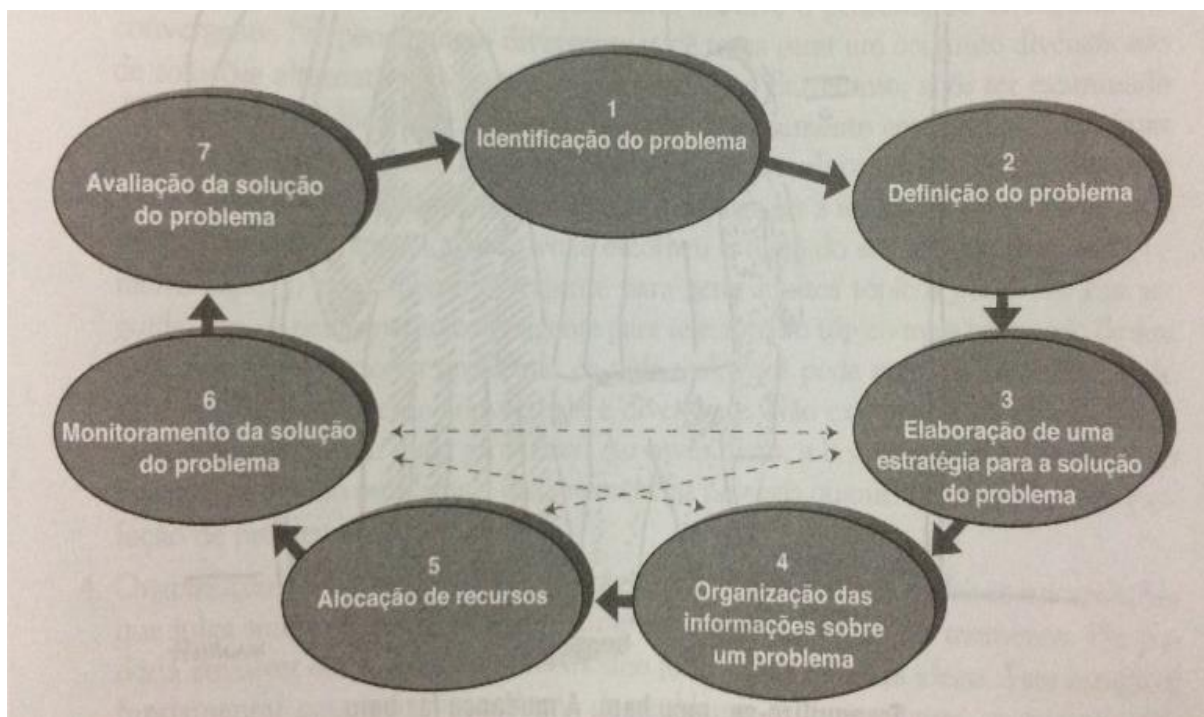 1
Identificação do problema
2
Definição do problema
3
Elaboração de uma
estratégia para a solução
do problema
4
Organização das
informações sobre
um problema
5
Alocação de recursos
6
Monitoramento da solução
do problema
7
Avaliação da solução
do problema